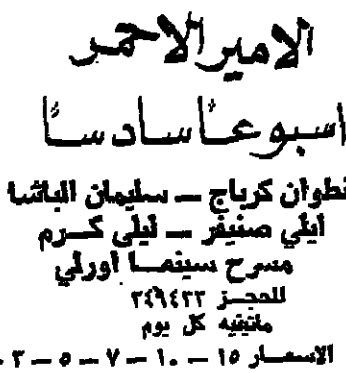 الامير الاحمر
اسبوعاً سادساً
نطوان كرباج — سليمان الباشا
ايلي صنيفر — ليلى كرم
مسرح سينما اورلي
للحجز ٣٤٩٤٢٢
ماتينيه كل يوم
الاسعار ١٥ — ١٠ — ٧ — ٥ — ٣ —